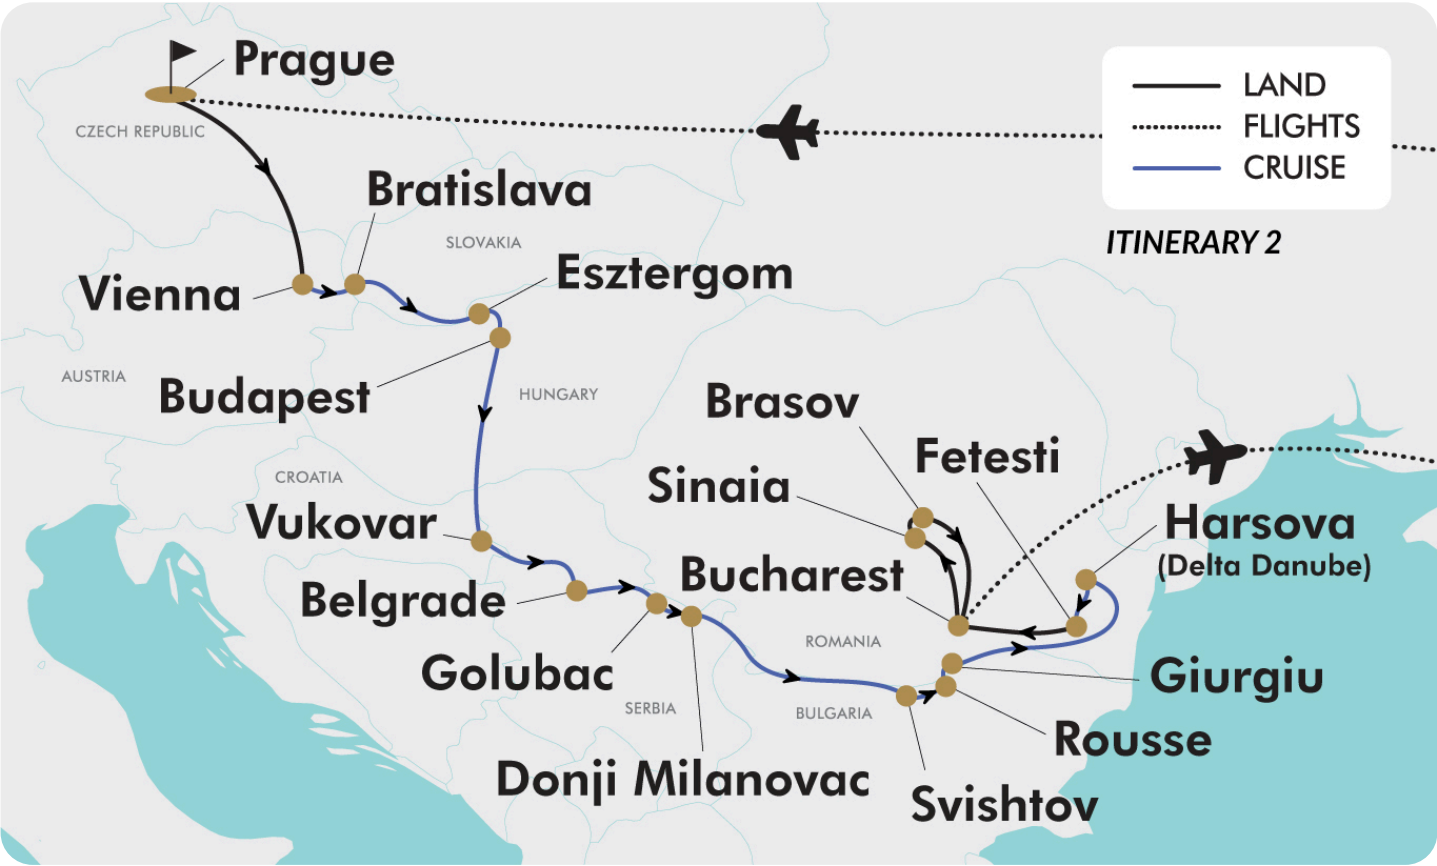 Prague
LAND
FLIGHTS
CRUISE
CZECH REPUBLIC
Bratislava
SLOVAKIA
ITINERARY 2
Esztergom
Vienna
AUSTRIA
Budapest
HUNGARY
Brasov
Fetesti
CROATIA
Sinaia
Vukovar
Harsova
(Delta Danube)
Bucharest
Belgrade
ROMANIA
Golubac
Giurgiu
SERBIA
BULGARIA
Rousse
Donji Milanovac
Svishtov